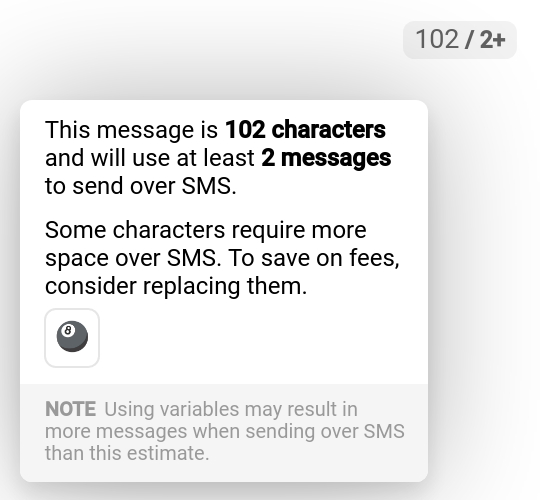 102 / 2+
This message is 102 characters
and will use at least 2 messages
to send over SMS.
Some characters require more
space over SMS. To save on fees,
consider replacing them.
8
NOTE Using variables may result in
more messages when sending over SMS
than this estimate.